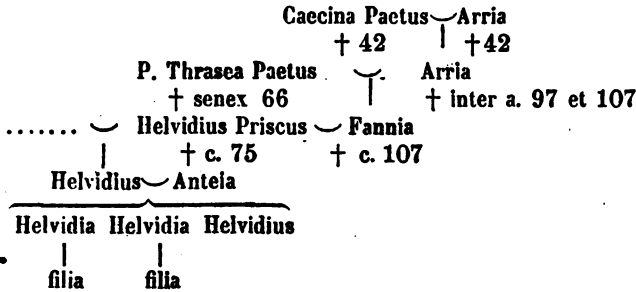 Caecina Paetus Arria
† 42 † 42
P. Thrasea Paetus Arria
† senex 66 † inter a. 97 et 107
....... Helvidius Priscus Fannia
† c. 75 † c. 107
Helvidius Anteia
Helvidia Helvidia Helvidius
filia filia